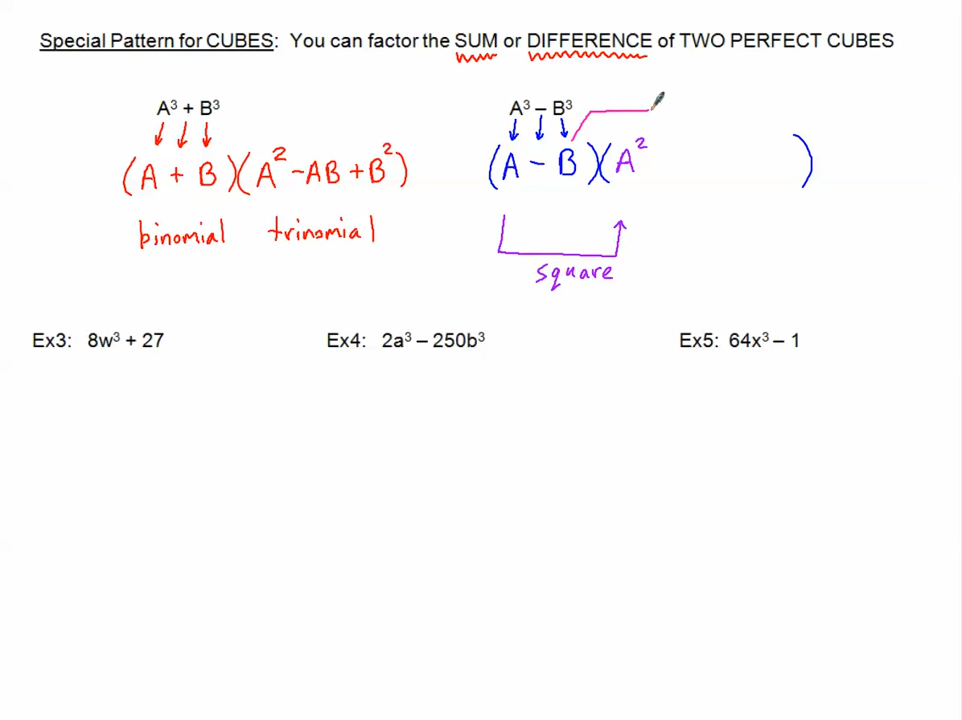 Special Pattern for CUBES: You can factor the SUM or DIFFERENCE of TWO PERFECT CUBES
A³ + B³
A³ – B³
(A + B)(A² - AB + B²)
(A - B)(A² )
binomial trinomial
square
Ex3: 8w³ + 27
Ex4: 2a³ – 250b³
Ex5: 64x³ – 1